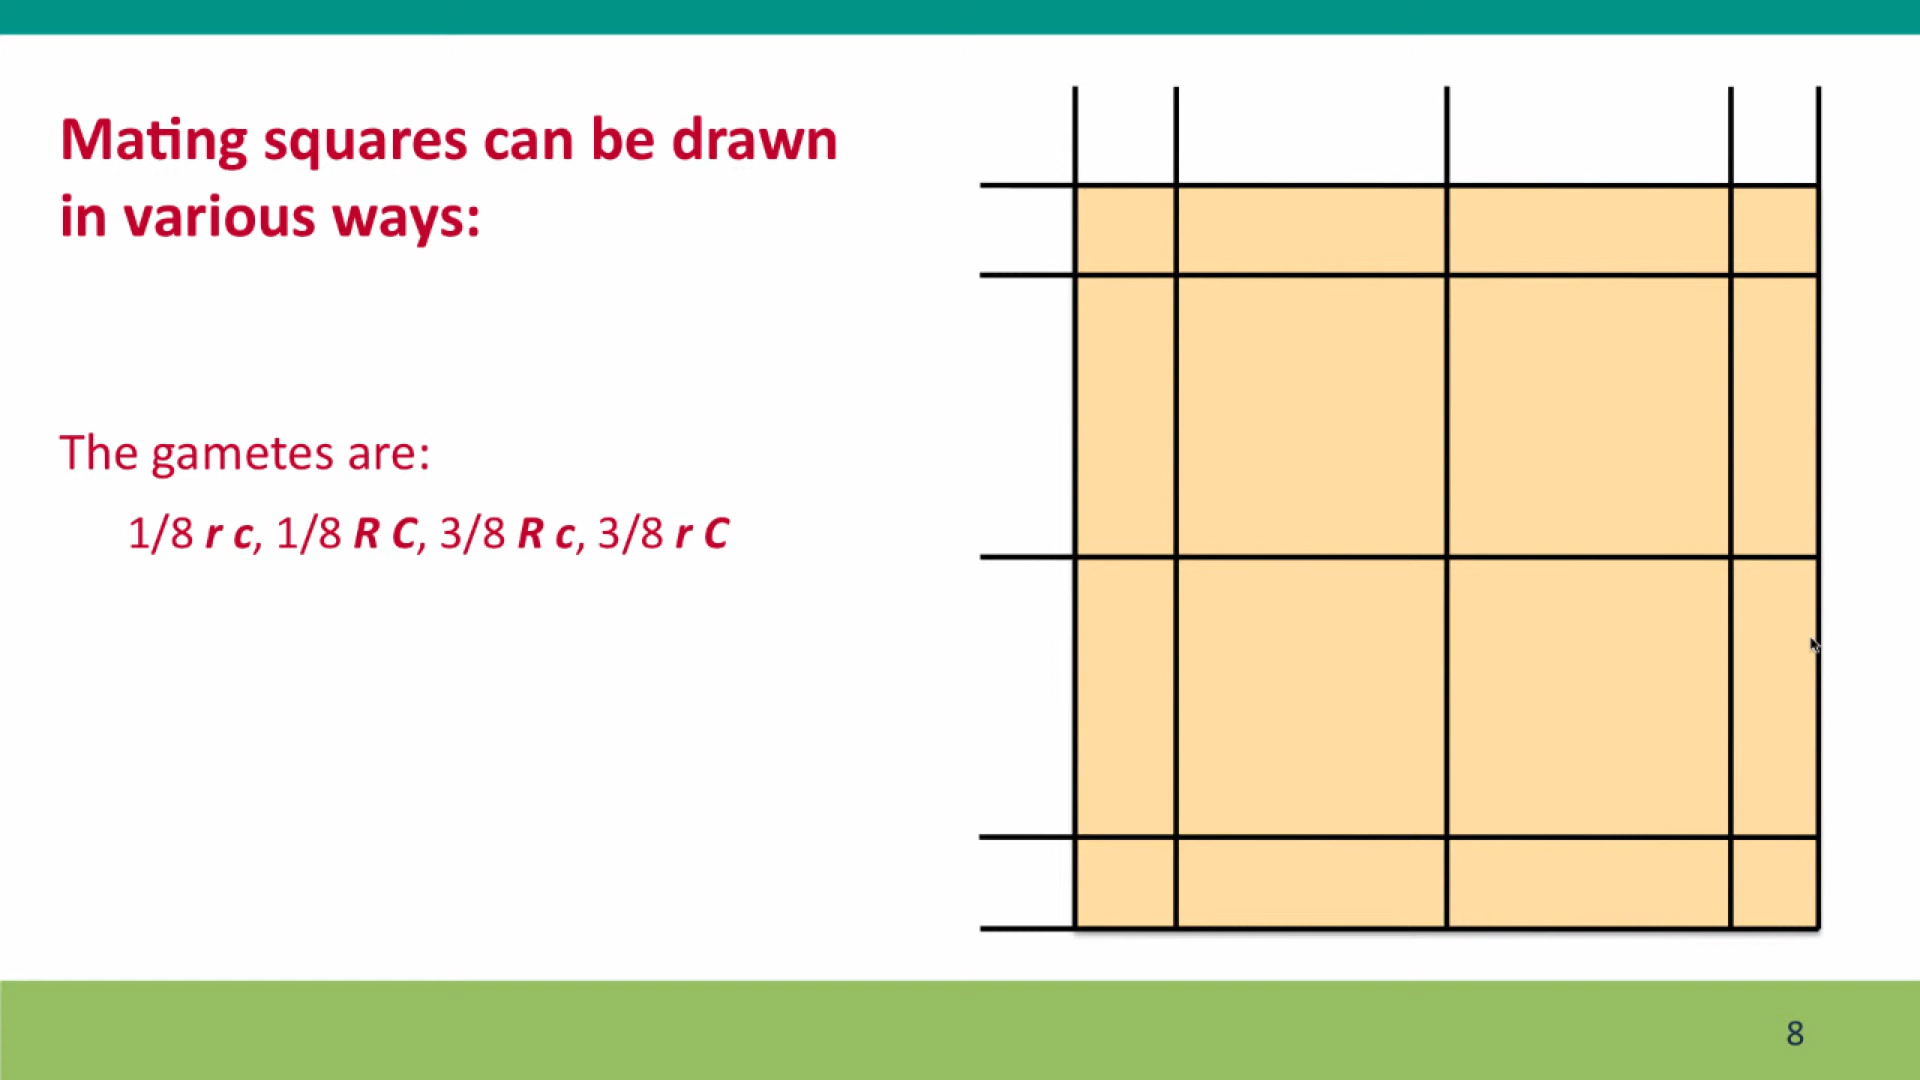 Mating squares can be drawn
in various ways:
The gametes are:
1/8 r c, 1/8 R C, 3/8 R c, 3/8 r C
8